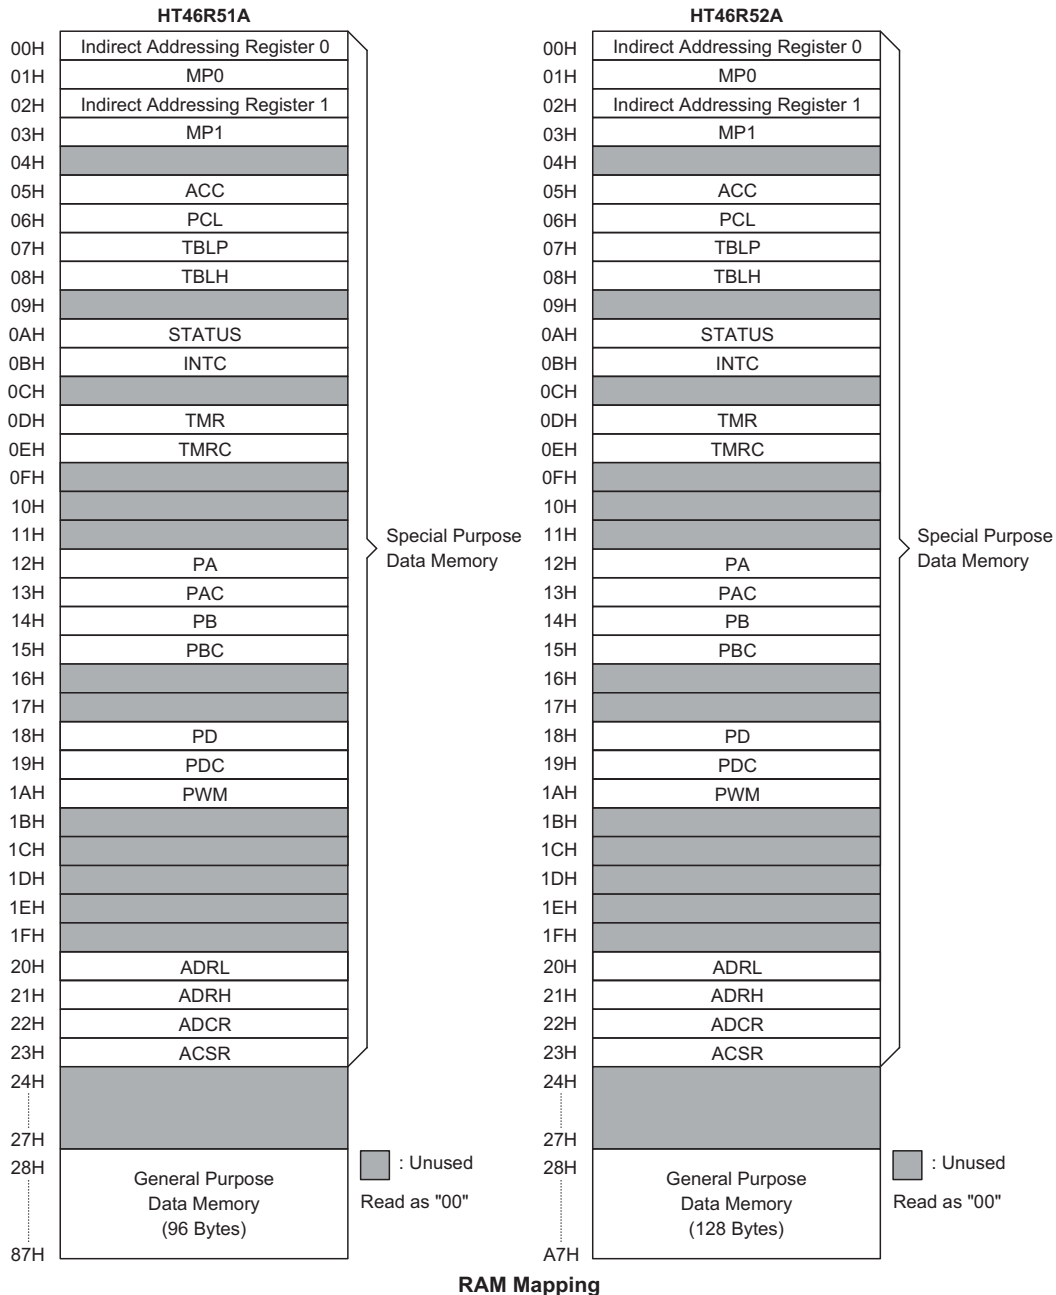 HT46R51A
00H Indirect Addressing Register 0
01H MP0
02H Indirect Addressing Register 1
03H MP1
04H
05H ACC
06H PCL
07H TBLP
08H TBLH
09H
0AH STATUS
0BH INTC
0CH
0DH TMR
0EH TMRC
0FH
10H
11H
12H PA
13H PAC
14H PB
15H PBC
16H
17H
18H PD
19H PDC
1AH PWM
1BH
1CH
1DH
1EH
1FH
20H ADRL
21H ADRH
22H ADCR
23H ACSR
24H
27H
28H
General Purpose
Data Memory
(96 Bytes)
87H
Special Purpose
Data Memory
: Unused
Read as "00"
HT46R52A
00H Indirect Addressing Register 0
01H MP0
02H Indirect Addressing Register 1
03H MP1
04H
05H ACC
06H PCL
07H TBLP
08H TBLH
09H
0AH STATUS
0BH INTC
0CH
0DH TMR
0EH TMRC
0FH
10H
11H
12H PA
13H PAC
14H PB
15H PBC
16H
17H
18H PD
19H PDC
1AH PWM
1BH
1CH
1DH
1EH
1FH
20H ADRL
21H ADRH
22H ADCR
23H ACSR
24H
27H
28H
General Purpose
Data Memory
(128 Bytes)
A7H
Special Purpose
Data Memory
: Unused
Read as "00"
RAM Mapping